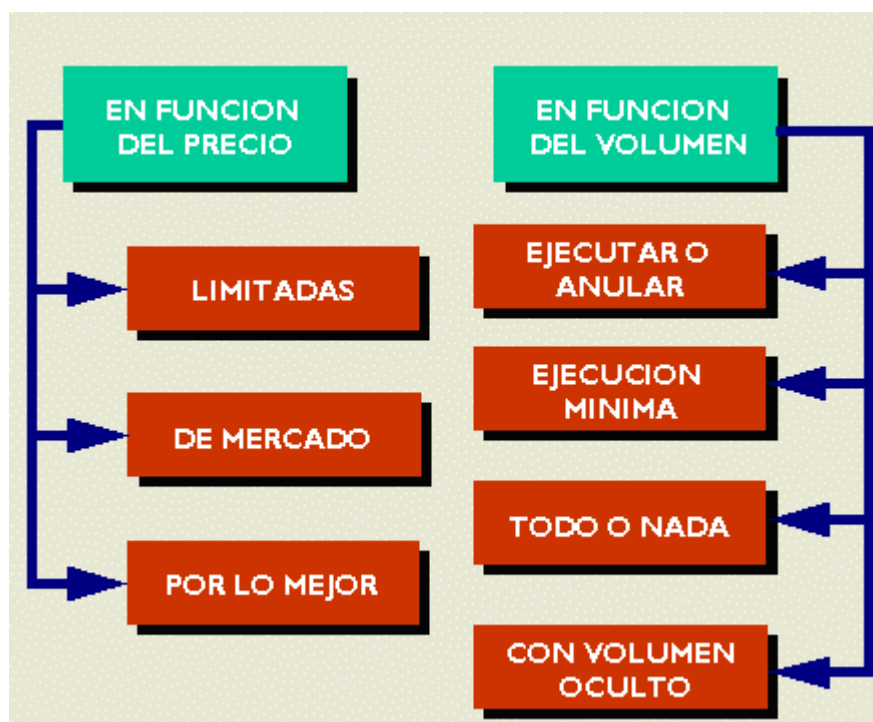 EN FUNCION
DEL PRECIO
LIMITADAS
DE MERCADO
POR LO MEJOR
EN FUNCION
DEL VOLUMEN
EJECUTAR O
ANULAR
EJECUCION
MINIMA
TODO O NADA
CON VOLUMEN
OCULTO